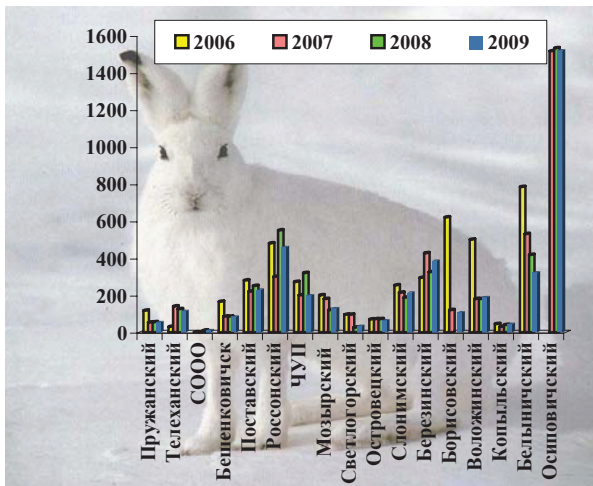 2006 2007 2008 2009
1600
1400
1200
1000
800
600
400
200
0
Пружанский
Телеханский
СООО
Бешенковичск
Поставский
Россонский
ЧУП
Мозырский
Светлогорский
Островецкий
Слонимский
Березинский
Борисовский
Воложинский
Копыльский
Белыничский
Осиповичский